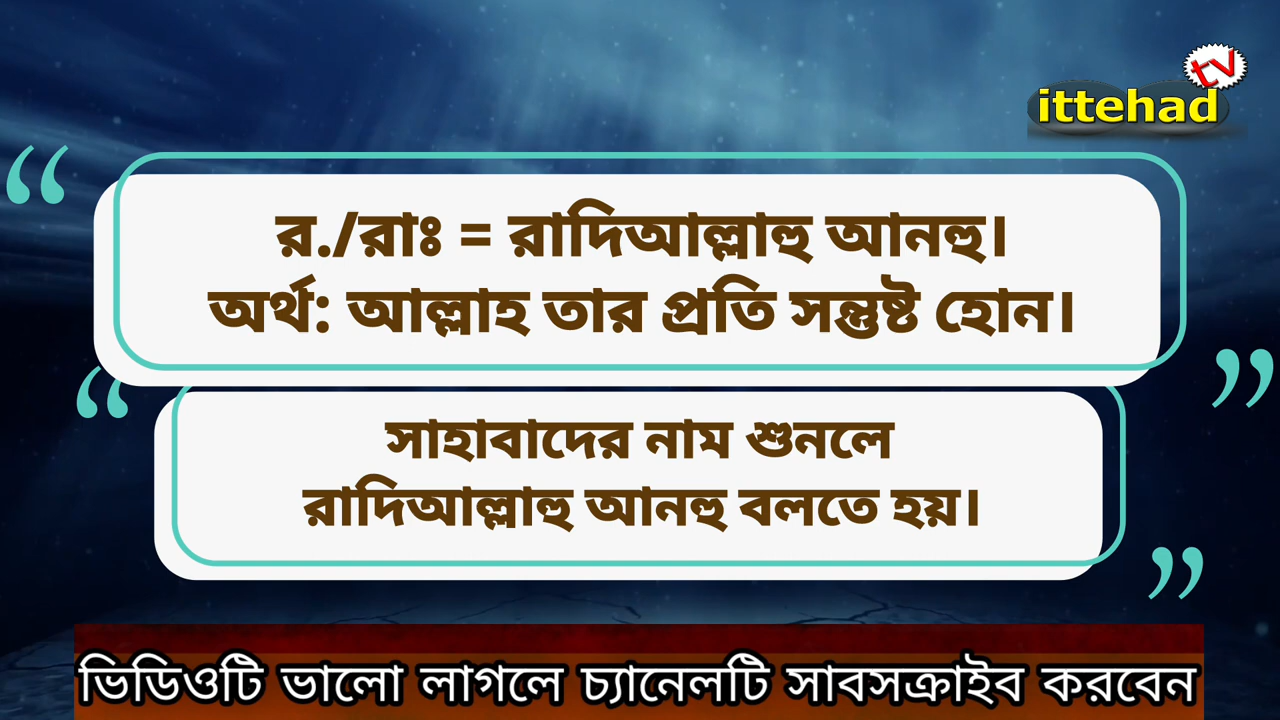 tv
ittehad
র./রাঃ = রাদিআল্লাহু আনহু।
অর্থ: আল্লাহ তার প্রতি সন্তুষ্ট হোন।
সাহাবাদের নাম শুনলে
রাদিআল্লাহু আনহু বলতে হয়।
ভিডিওটি ভালো লাগলে চ্যানেলটি সাবসক্রাইব করবেন